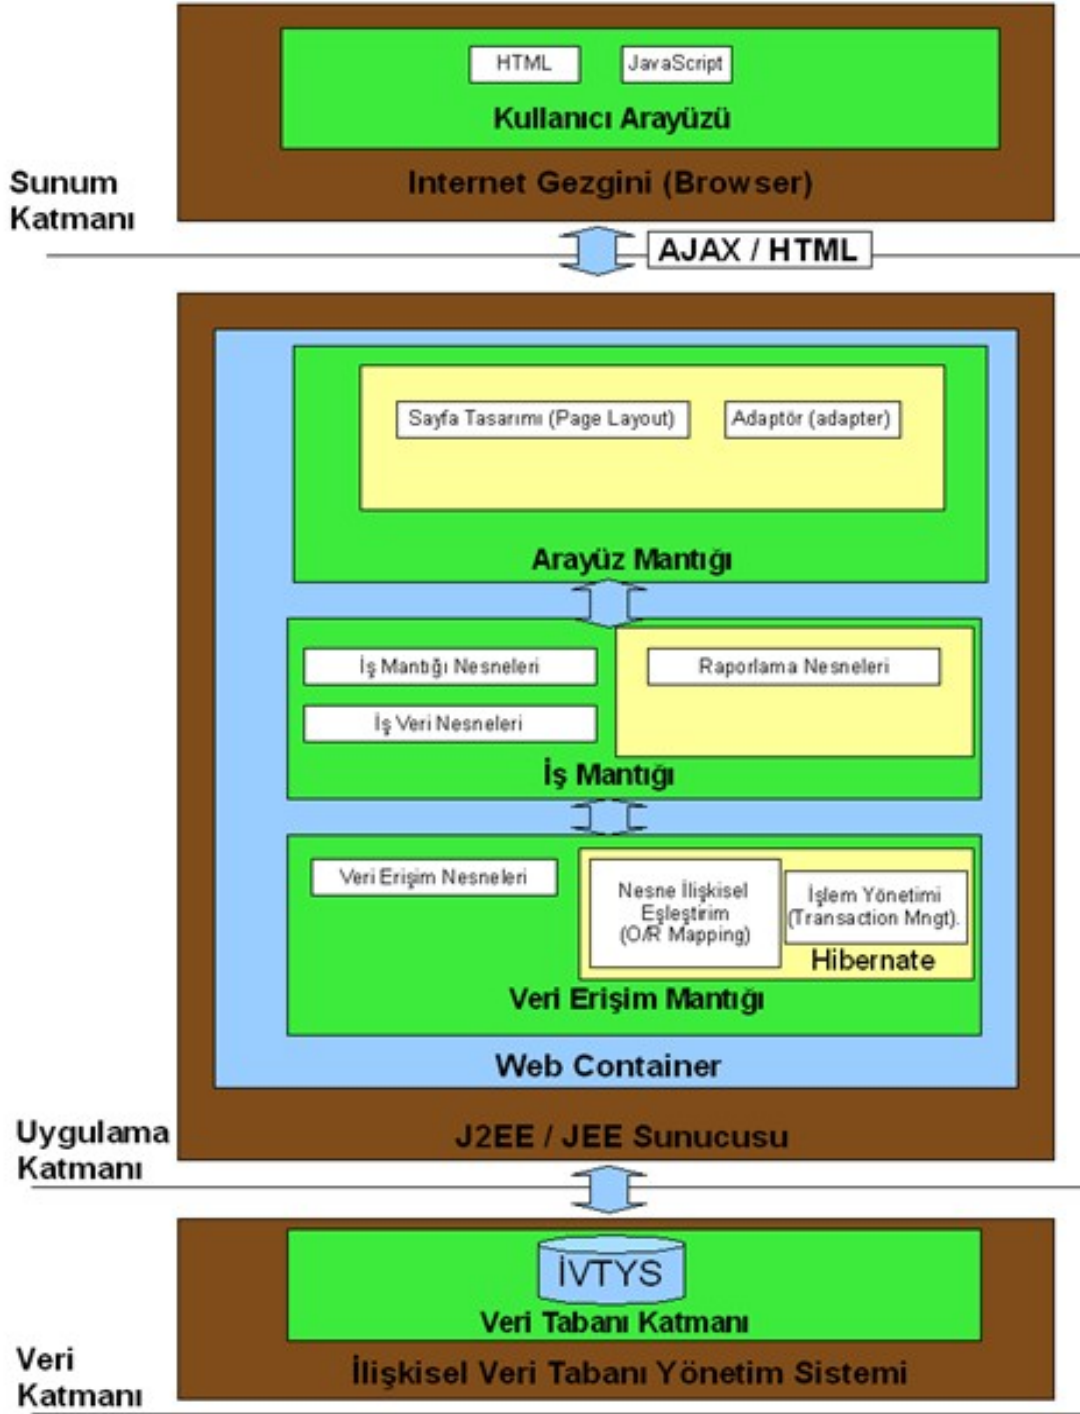 HTML
JavaScript
Kullanıcı Arayüzü
Internet Gezgini (Browser)
Sunum
Katmanı
AJAX / HTML
Sayfa Tasarımı (Page Layout)
Adaptör (adapter)
Arayüz Mantığı
İş Mantığı Nesneleri
Raporlama Nesneleri
İş Veri Nesneleri
İş Mantığı
Veri Erişim Nesneleri
Nesne İlişkisel
Eşleştirim
(O/R Mapping)
İşlem Yönetimi
(Transaction Mngt).
Hibernate
Veri Erişim Mantığı
Web Container
J2EE / JEE Sunucusu
Uygulama
Katmanı
İVTYS
Veri Tabanı Katmanı
İlişkisel Veri Tabanı Yönetim Sistemi
Veri
Katmanı